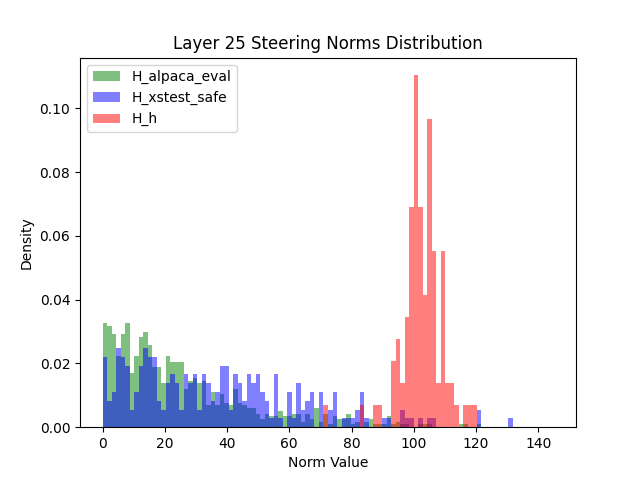 Layer 25 Steering Norms Distribution
H_alpaca_eval
H_xstest_safe
H_h
Density
0.10
0.08
0.06
0.04
0.02
0.00
0 20 40 60 80 100 120 140
Norm Value